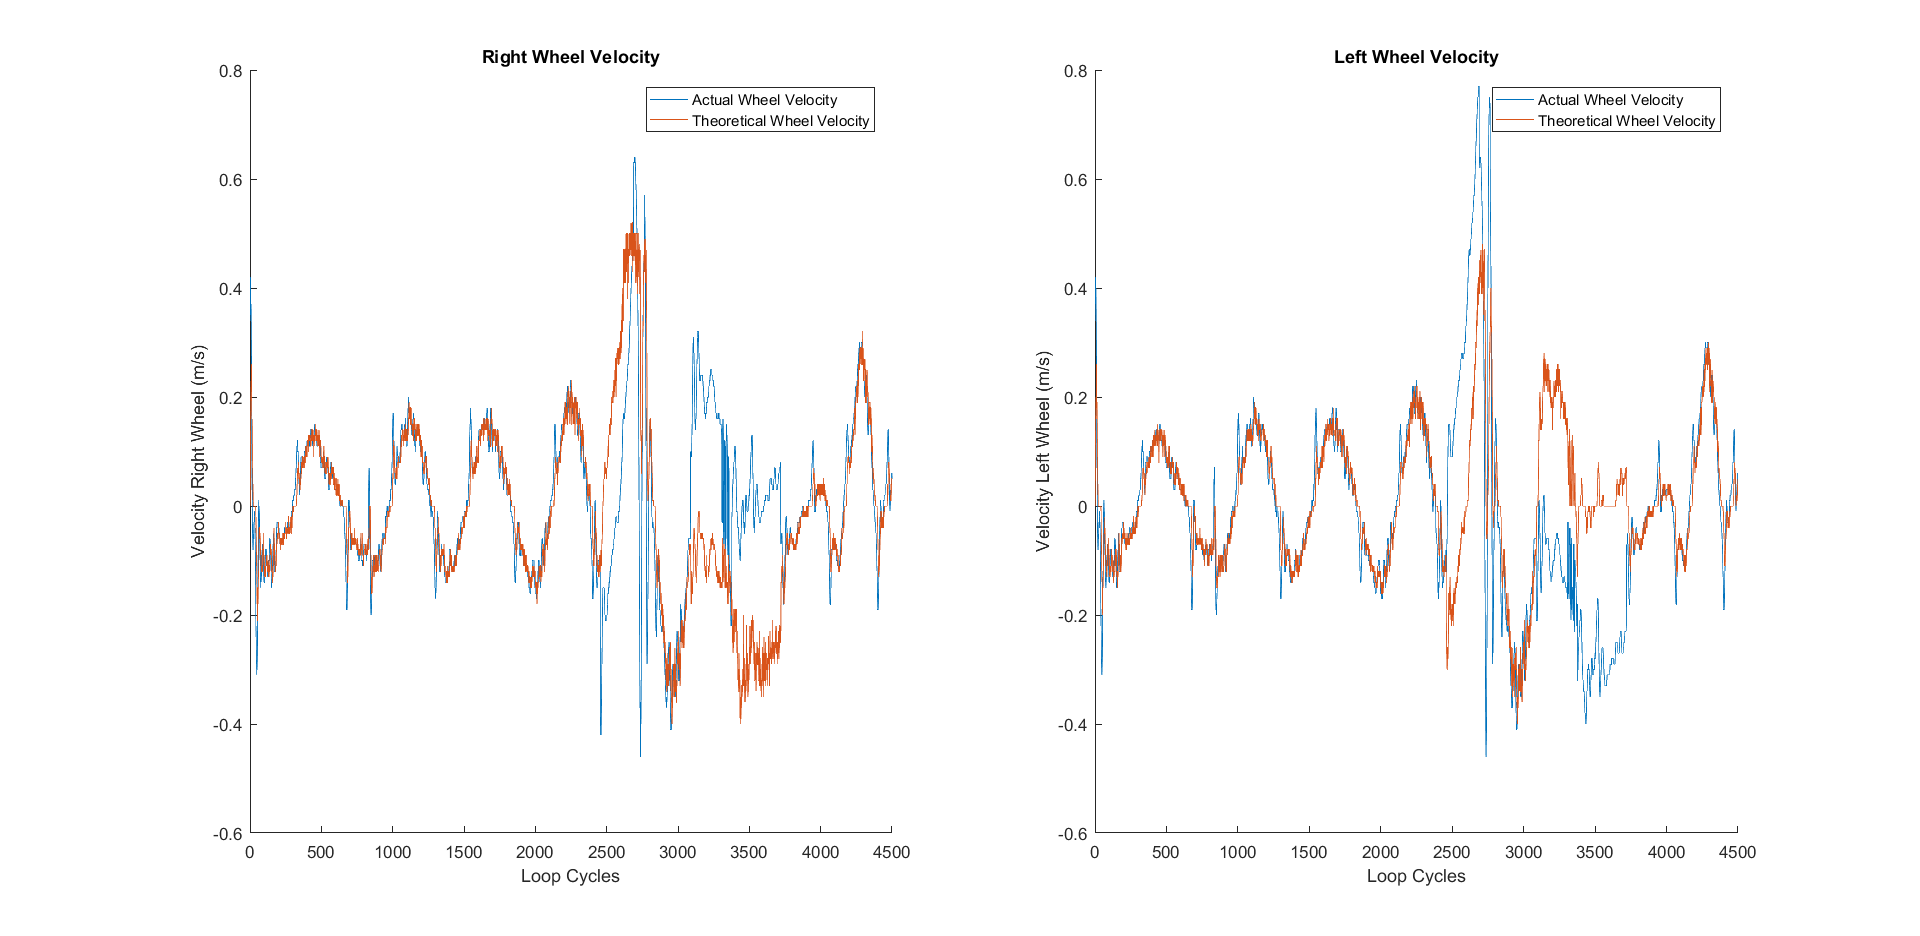 Right Wheel Velocity
Actual Wheel Velocity
Theoretical Wheel Velocity
0.8
0.6
0.4
0.2
0
-0.2
-0.4
-0.6
Velocity Right Wheel (m/s)
0 500 1000 1500 2000 2500 3000 3500 4000 4500
Loop Cycles
Left Wheel Velocity
Actual Wheel Velocity
Theoretical Wheel Velocity
0.8
0.6
0.4
0.2
0
-0.2
-0.4
-0.6
Velocity Left Wheel (m/s)
0 500 1000 1500 2000 2500 3000 3500 4000 4500
Loop Cycles